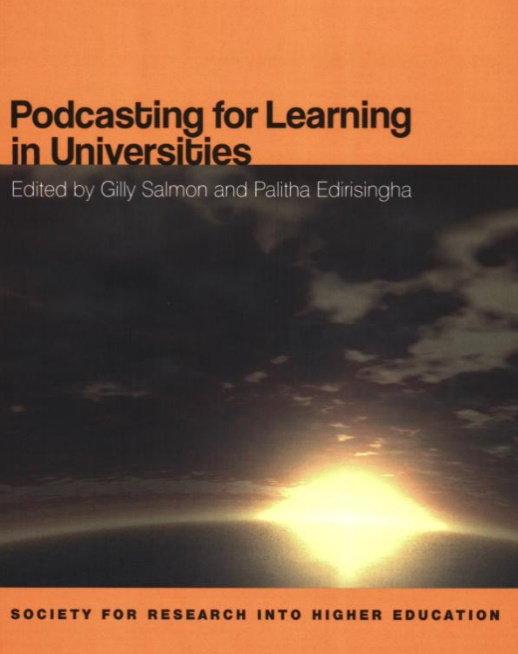 Podcasting for Learning
in Universities
Edited by Gilly Salmon and Palitha Edirisingha
SOCIETY FOR RESEARCH INTO HIGHER EDUCATION